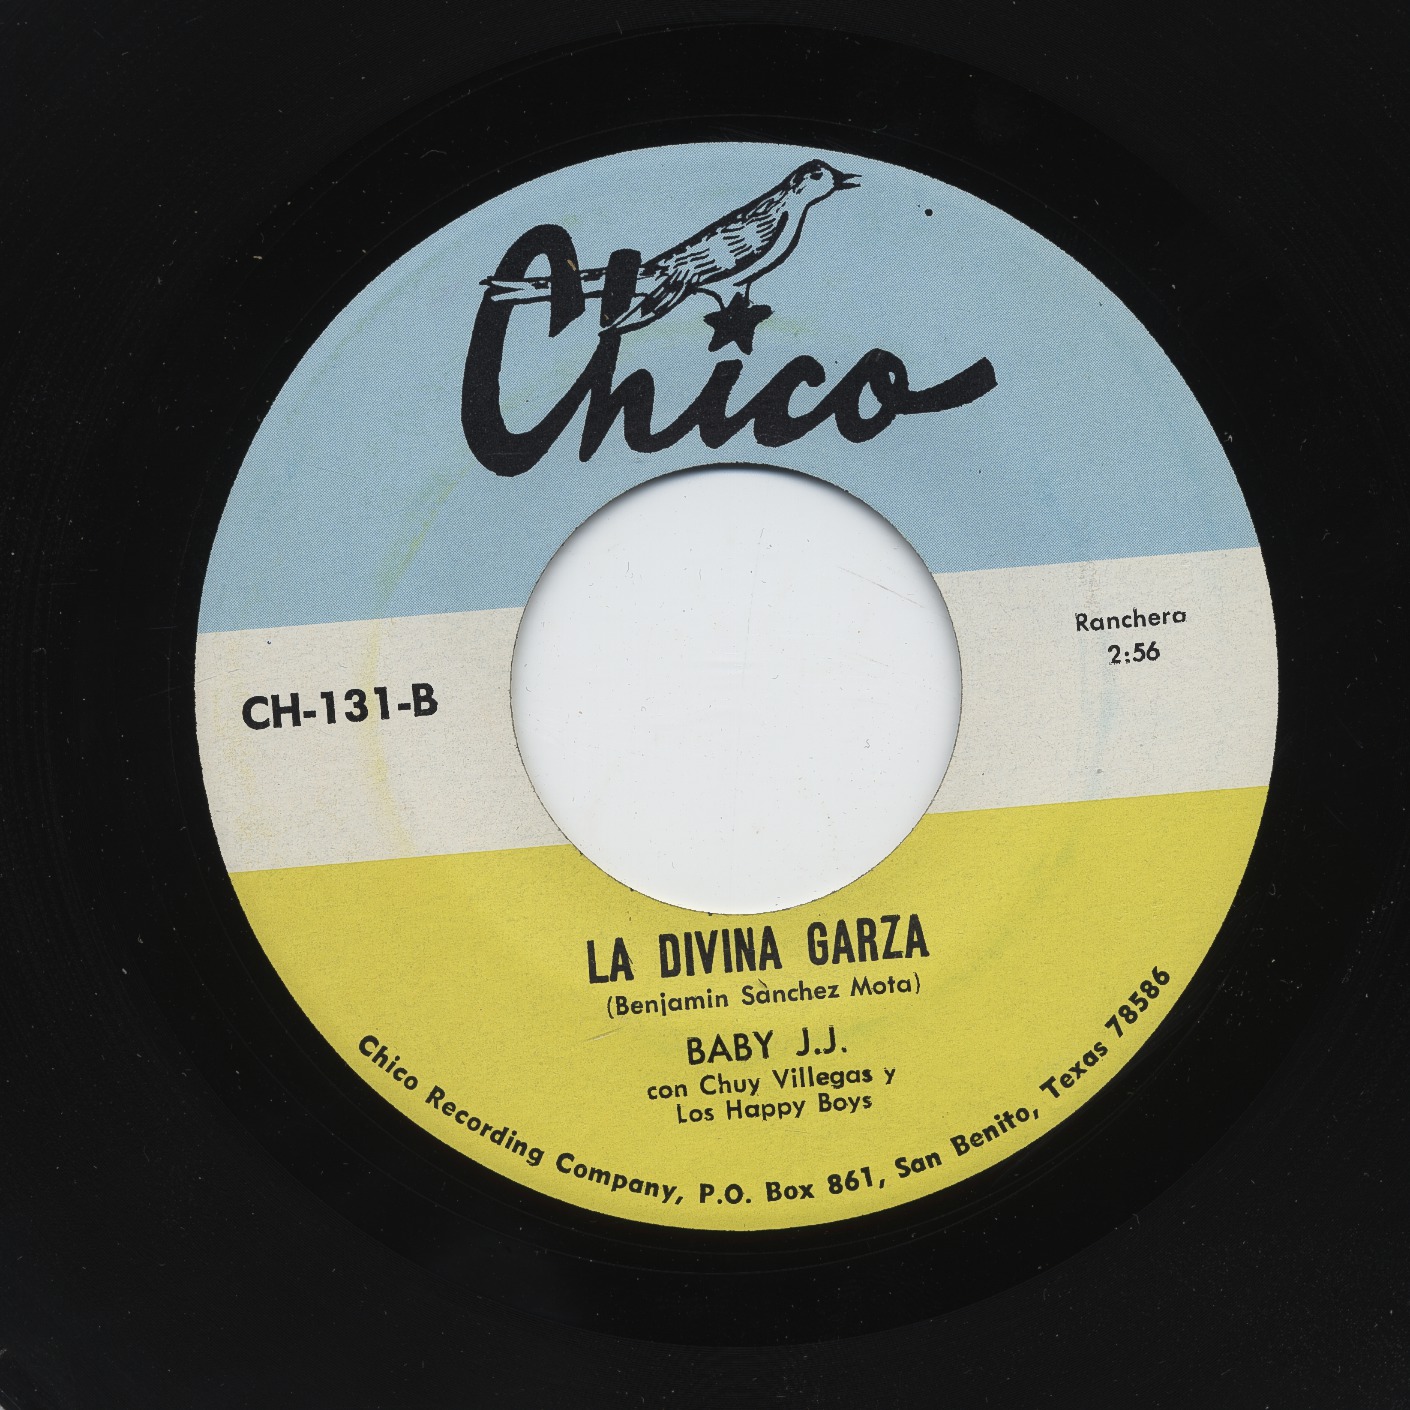 Chico
Ranchera
2:56
CH-131-B
LA DIVINA GARZA
(Benjamin Sànchez Mota)
BABY J.J.
con Chuy Villegas y
Los Happy Boys
Chico Recording Company, P.O. Box 861, San Benito, Texas 78586